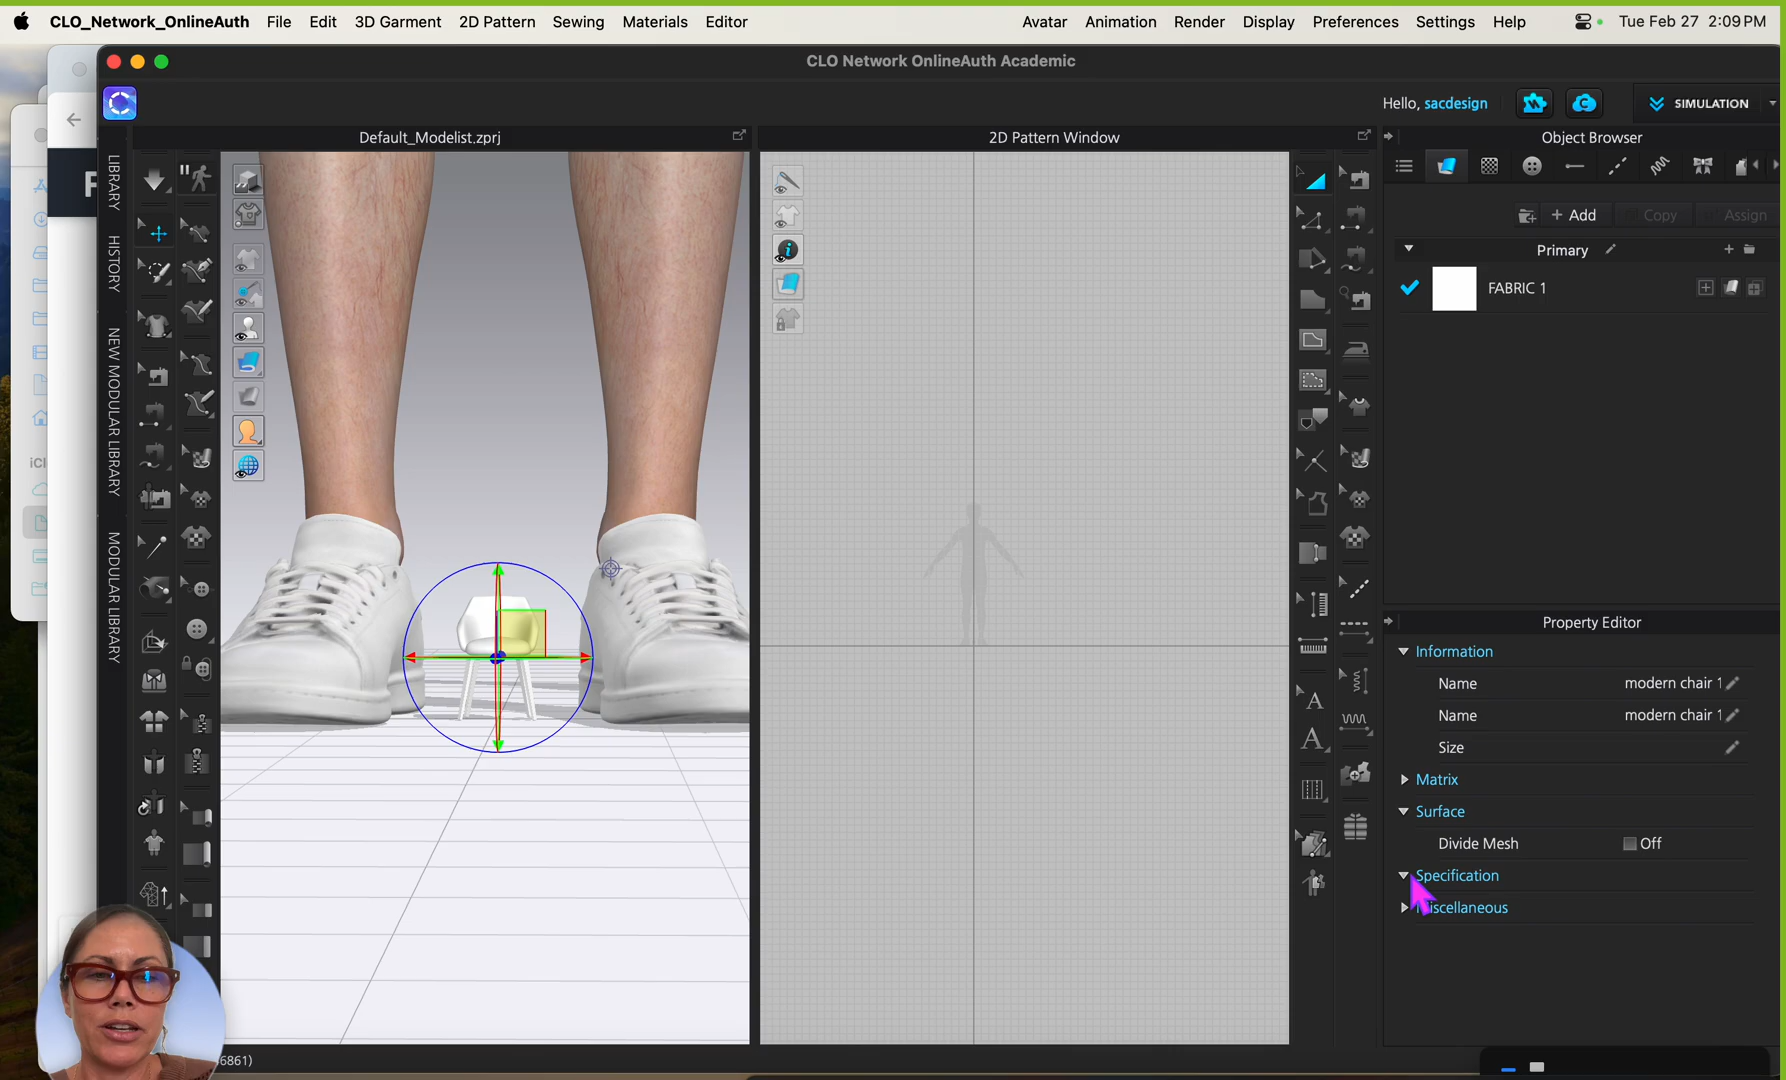 CLO_Network_OnlineAuth File Edit 3D Garment 2D Pattern Sewing Materials Editor Avatar Animation Render Display Preferences Settings Help Tue Feb 27 2:09 PM
CLO Network OnlineAuth Academic
Hello, sacdesign SIMULATION
Default_Modelist.zprj
2D Pattern Window
Object Browser
LIBRARY
HISTORY
NEW MODULAR LIBRARY
MODULAR LIBRARY
+ Add Copy Assign
Primary
FABRIC 1
Property Editor
Information
Name modern chair 1
Name modern chair 1
Size
Matrix
Surface
Divide Mesh Off
Specification
iscellaneous
6861)